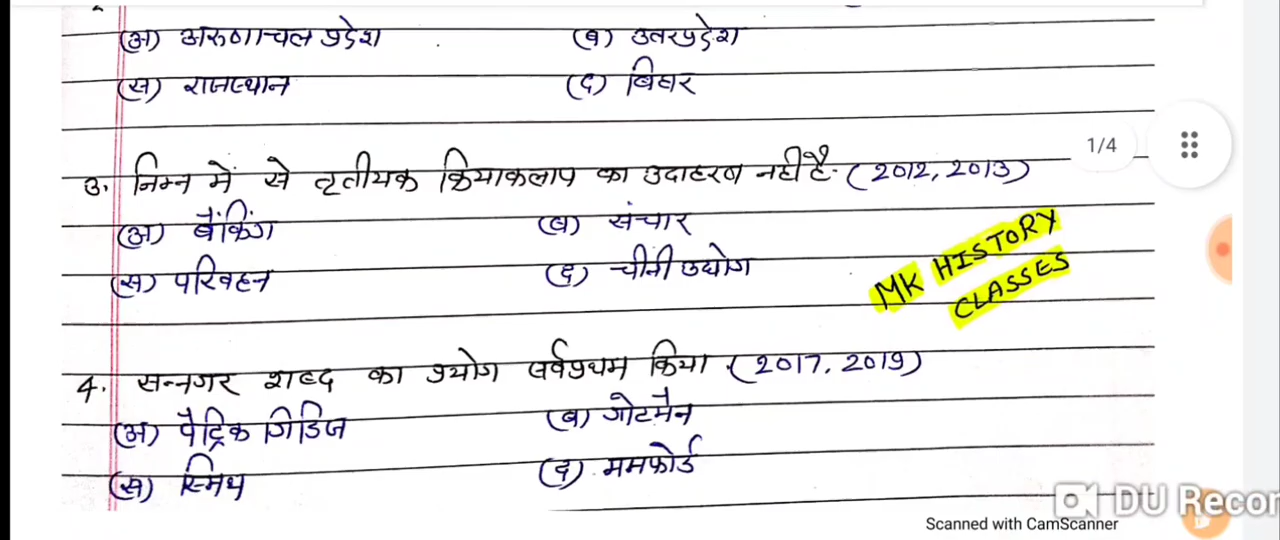 (अ) अरुणाचल प्रदेश (ब) उत्तरप्रदेश
(स) राजस्थान (द) बिहार
1/4
3. निम्न में से तृतीयक क्रियाकलाप का उदाहरण नहीं है- (2012, 2013)
(अ) बैंकिंग (ब) संचार
(स) परिवहन (द) चीनी उद्योग
MK HISTORY
CLASSES
4. सन्नगर शब्द का प्रयोग सर्वप्रथम किया. (2017, 2019)
(अ) पैट्रिक गिडिज (ब) गोटमैन
(स) स्मिथ (द) ममफोर्ड
DU Recor
Scanned with CamScanner